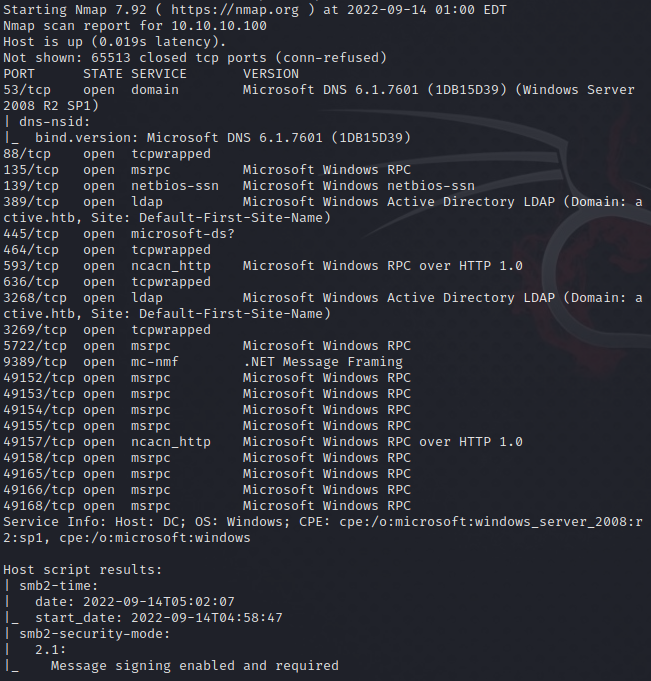 Starting Nmap 7.92 ( https://nmap.org ) at 2022-09-14 01:00 EDT
Nmap scan report for 10.10.10.100
Host is up (0.019s latency).
Not shown: 65513 closed tcp ports (conn-refused)
PORT      STATE SERVICE       VERSION
53/tcp    open  domain        Microsoft DNS 6.1.7601 (1DB15D39) (Windows Server
2008 R2 SP1)
| dns-nsid:
|_  bind.version: Microsoft DNS 6.1.7601 (1DB15D39)
88/tcp    open  tcpwrapped
135/tcp   open  msrpc         Microsoft Windows RPC
139/tcp   open  netbios-ssn   Microsoft Windows netbios-ssn
389/tcp   open  ldap          Microsoft Windows Active Directory LDAP (Domain: a
ctive.htb, Site: Default-First-Site-Name)
445/tcp   open  microsoft-ds?
464/tcp   open  tcpwrapped
593/tcp   open  ncacn_http    Microsoft Windows RPC over HTTP 1.0
636/tcp   open  tcpwrapped
3268/tcp  open  ldap          Microsoft Windows Active Directory LDAP (Domain: a
ctive.htb, Site: Default-First-Site-Name)
3269/tcp  open  tcpwrapped
5722/tcp  open  msrpc         Microsoft Windows RPC
9389/tcp  open  mc-nmf        .NET Message Framing
49152/tcp open  msrpc         Microsoft Windows RPC
49153/tcp open  msrpc         Microsoft Windows RPC
49154/tcp open  msrpc         Microsoft Windows RPC
49155/tcp open  msrpc         Microsoft Windows RPC
49157/tcp open  ncacn_http    Microsoft Windows RPC over HTTP 1.0
49158/tcp open  msrpc         Microsoft Windows RPC
49165/tcp open  msrpc         Microsoft Windows RPC
49166/tcp open  msrpc         Microsoft Windows RPC
49168/tcp open  msrpc         Microsoft Windows RPC
Service Info: Host: DC; OS: Windows; CPE: cpe:/o:microsoft:windows_server_2008:r
2:sp1, cpe:/o:microsoft:windows
Host script results:
| smb2-time:
|   date: 2022-09-14T05:02:07
|_  start_date: 2022-09-14T04:58:47
| smb2-security-mode:
|   2.1:
|_    Message signing enabled and required